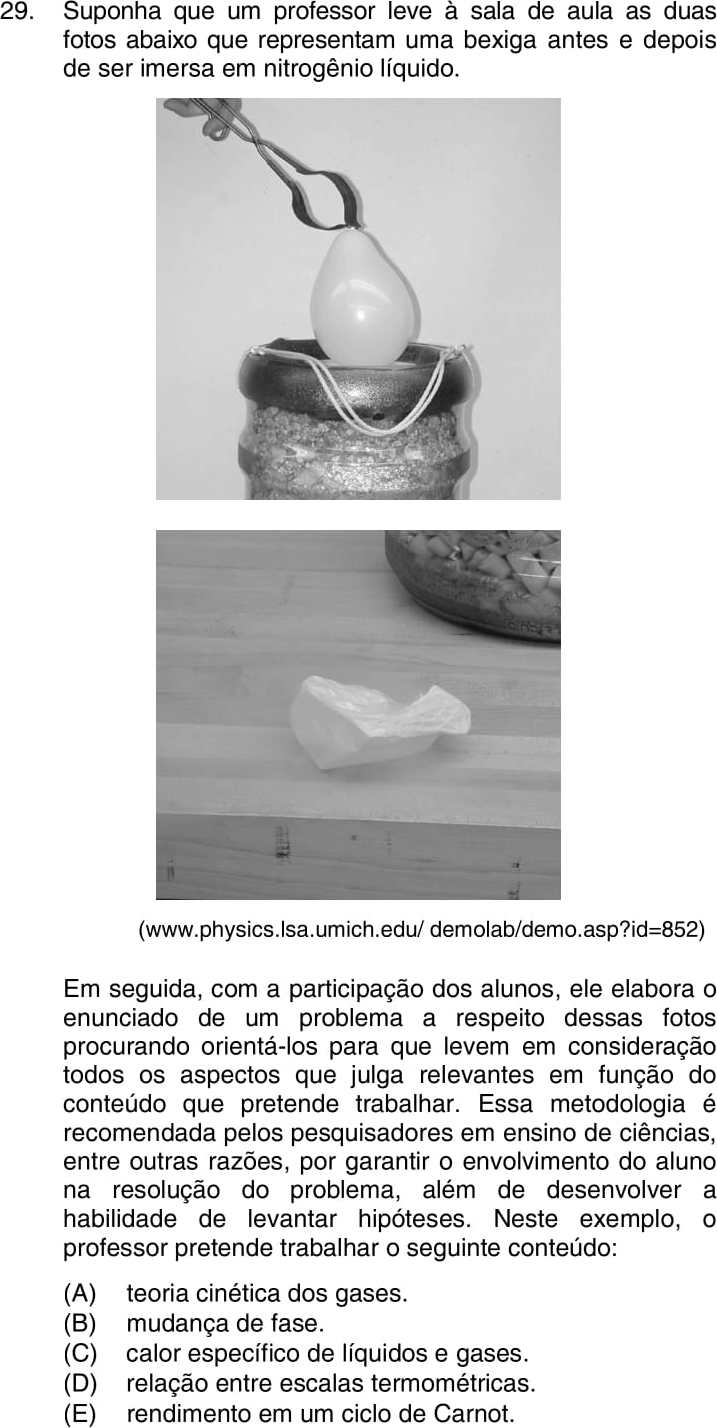 29. Suponha que um professor leve à sala de aula as duas
fotos abaixo que representam uma bexiga antes e depois
de ser imersa em nitrogênio líquido.
(www.physics.lsa.umich.edu/ demolab/demo.asp?id=852)
Em seguida, com a participação dos alunos, ele elabora o
enunciado de um problema a respeito dessas fotos
procurando orientá-los para que levem em consideração
todos os aspectos que julga relevantes em função do
conteúdo que pretende trabalhar. Essa metodologia é
recomendada pelos pesquisadores em ensino de ciências,
entre outras razões, por garantir o envolvimento do aluno
na resolução do problema, além de desenvolver a
habilidade de levantar hipóteses. Neste exemplo, o
professor pretende trabalhar o seguinte conteúdo:
(A) teoria cinética dos gases.
(B) mudança de fase.
(C) calor específico de líquidos e gases.
(D) relação entre escalas termométricas.
(E) rendimento em um ciclo de Carnot.